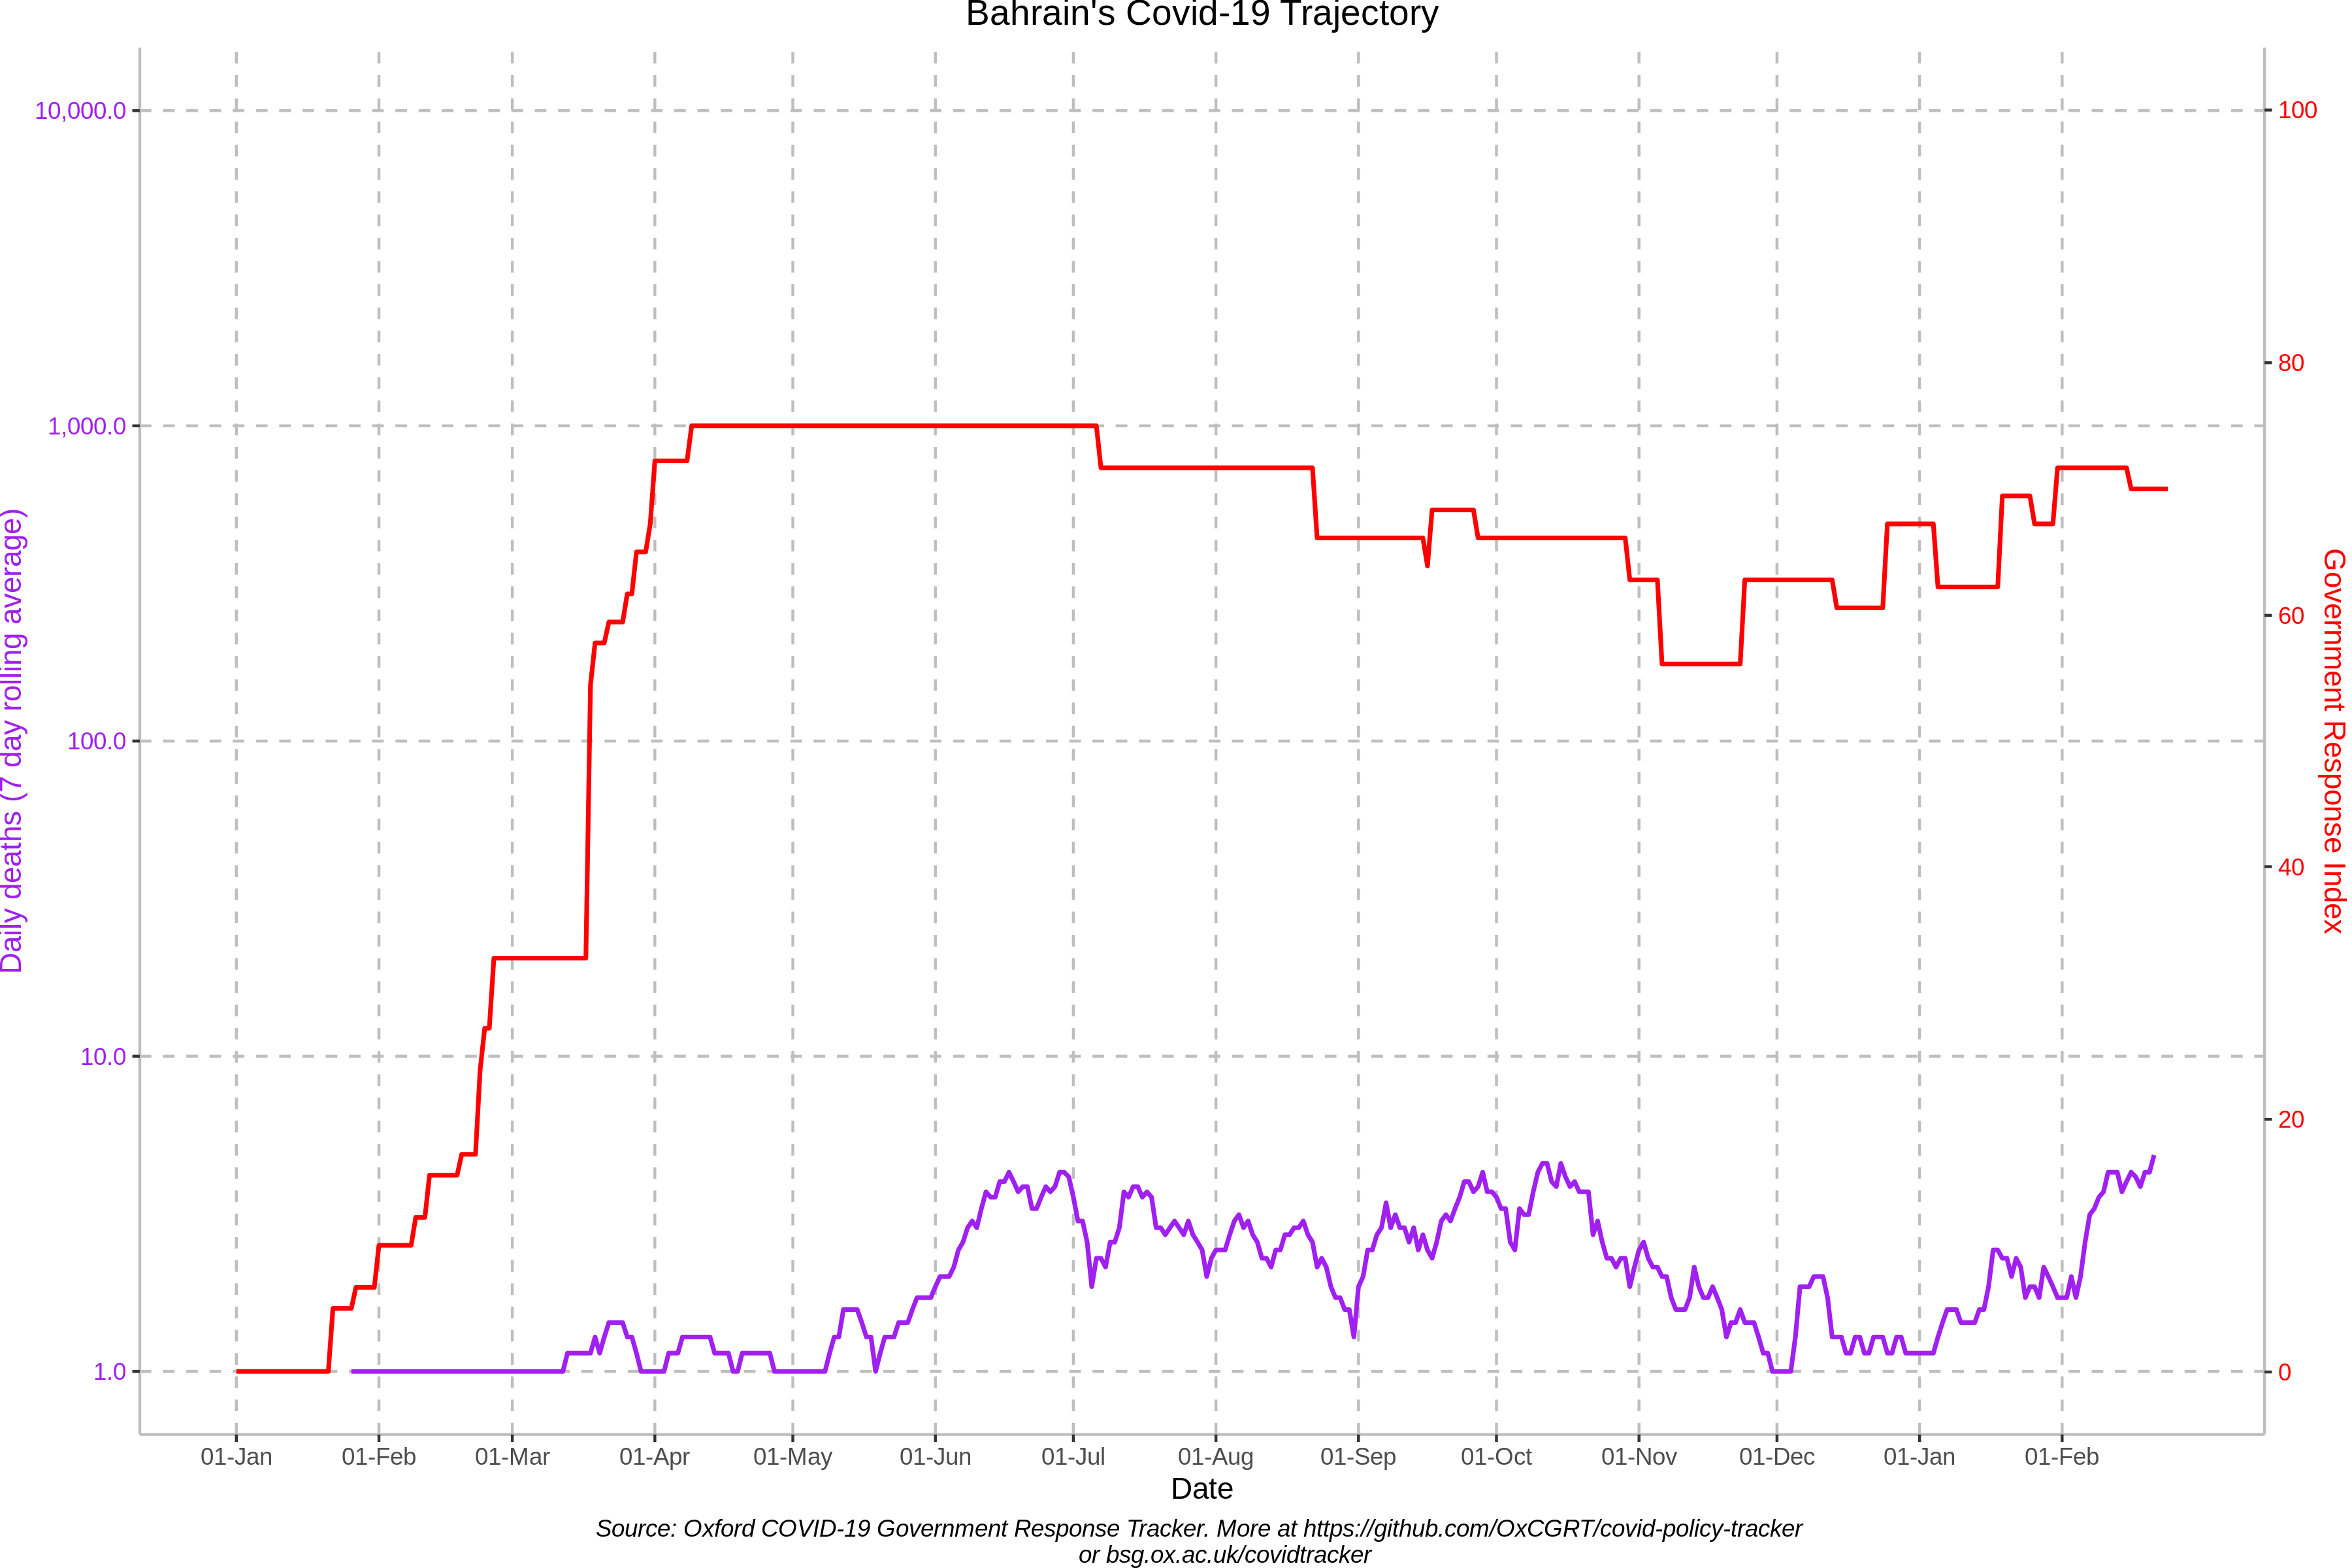 Bahrain's Covid-19 Trajectory
10,000.0
1,000.0
100.0
10.0
1.0
Daily deaths (7 day rolling average)
100
80
60
40
20
0
Government Response Index
01-Jan 01-Feb 01-Mar 01-Apr 01-May 01-Jun 01-Jul 01-Aug 01-Sep 01-Oct 01-Nov 01-Dec 01-Jan 01-Feb
Date
Source: Oxford COVID-19 Government Response Tracker. More at https://github.com/OxCGRT/covid-policy-tracker
or bsg.ox.ac.uk/covidtracker